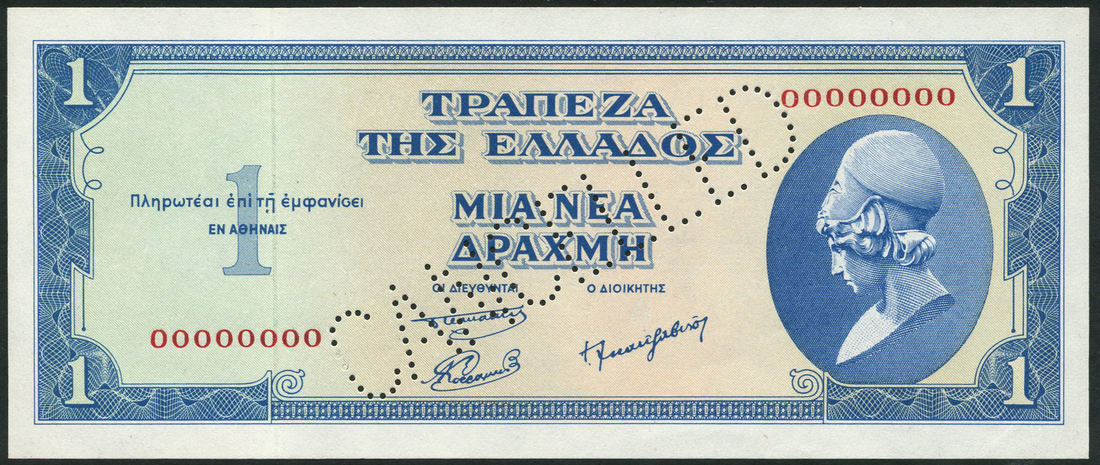 1
1
ΤΡΑΠΕΖΑ
00000000
ΤΗΣ ΕΛΛΑΔΟΣ
1
Πληρωτέαι ἐπὶ τῇ ἐμφανίσει
ΕΝ ΑΘΗΝΑΙΣ
ΜΙΑ ΝΕΑ
ΔΡΑΧΜΗ
ΟΙ ΔΙΕΥΘΥΝΤΑΙ
Ο ΔΙΟΙΚΗΤΗΣ
00000000
CANCELLED
1
1